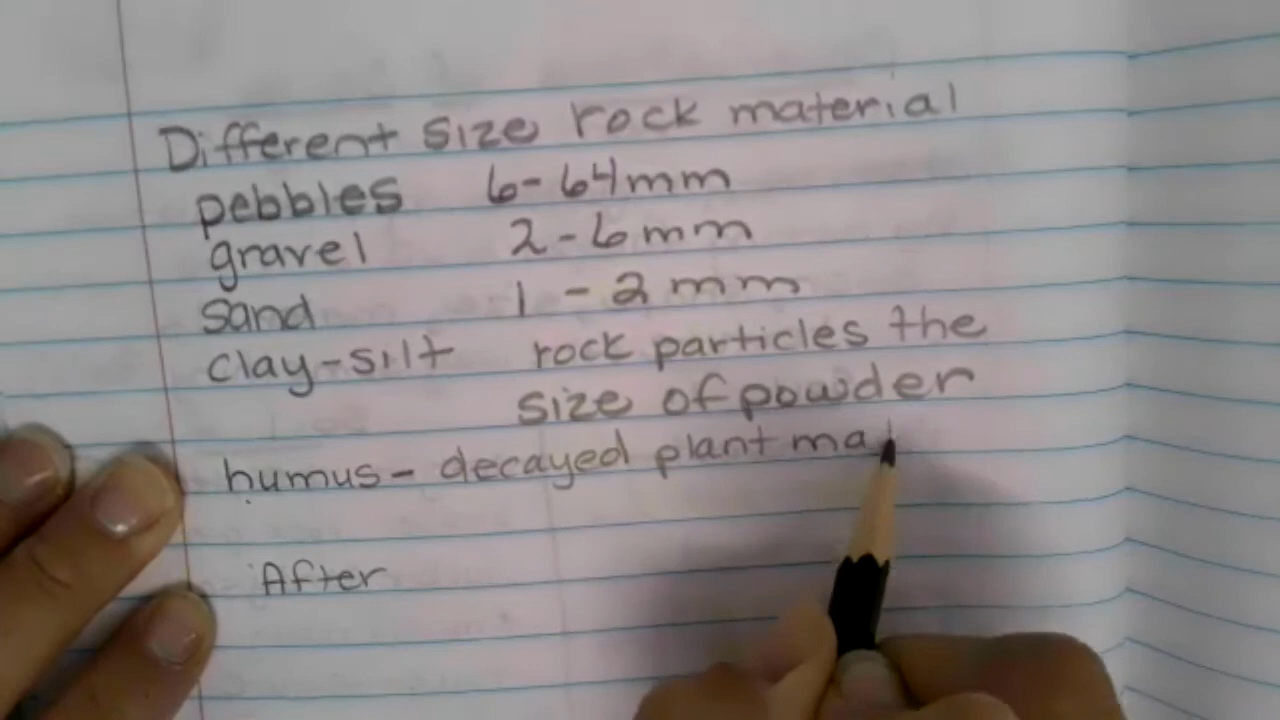 Different size rock material
pebbles 6-64mm
gravel 2-6mm
sand 1-2mm
clay-silt rock particles the
size of powder
humus - decayed plant ma
After